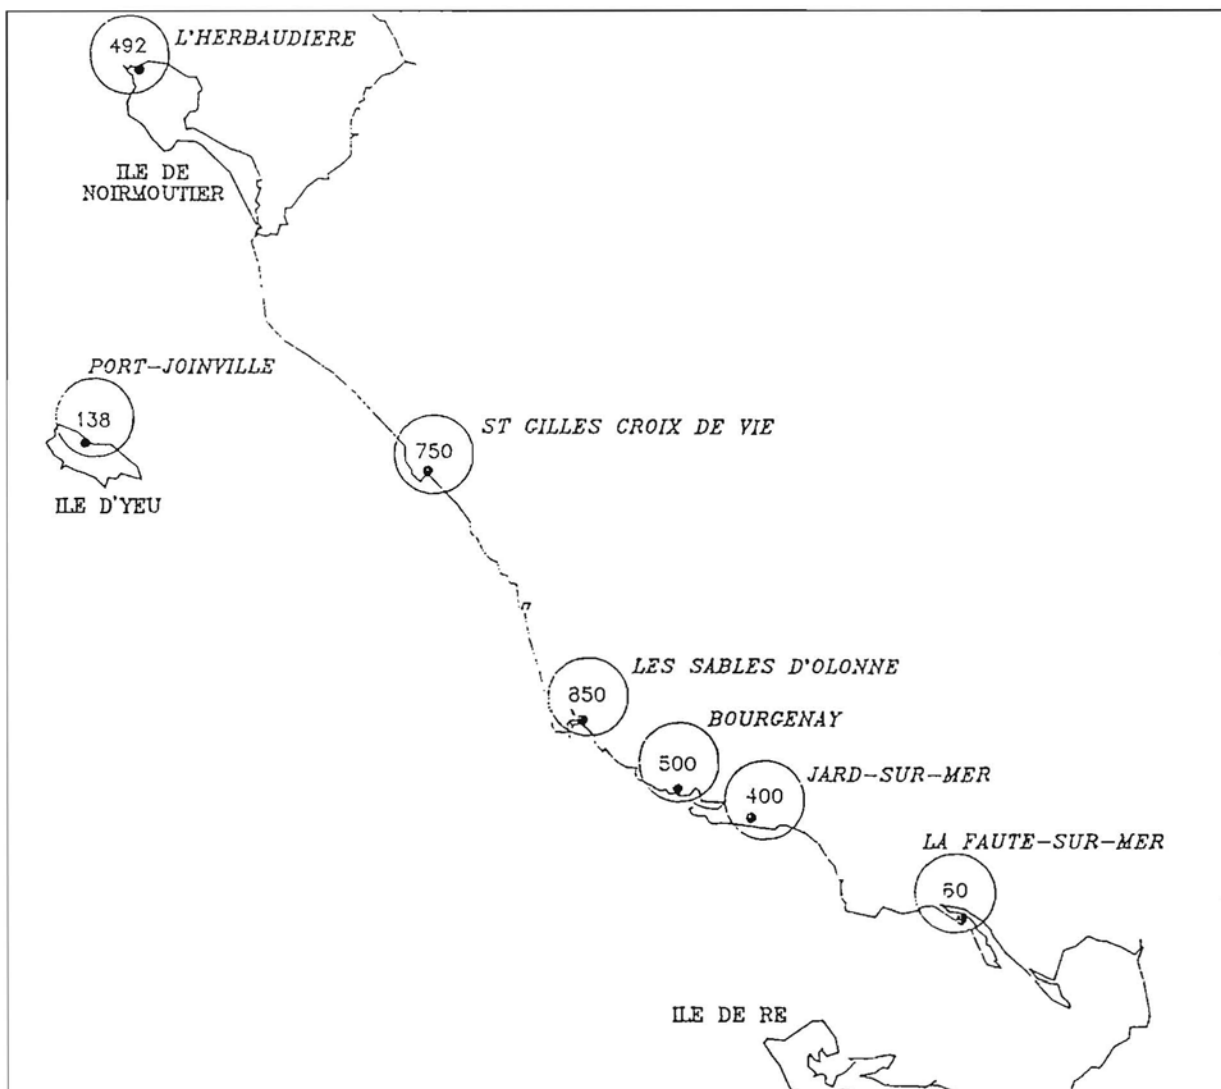 L'HERBAUDIERE
492
ILE DE
NOIRMOUTIER
PORT-JOINVILLE
138
ILE D'YEU
ST GILLES CROIX DE VIE
750
LES SABLES D'OLONNE
850
BOURGENAY
500
JARD-SUR-MER
400
LA FAUTE-SUR-MER
60
ILE DE RE